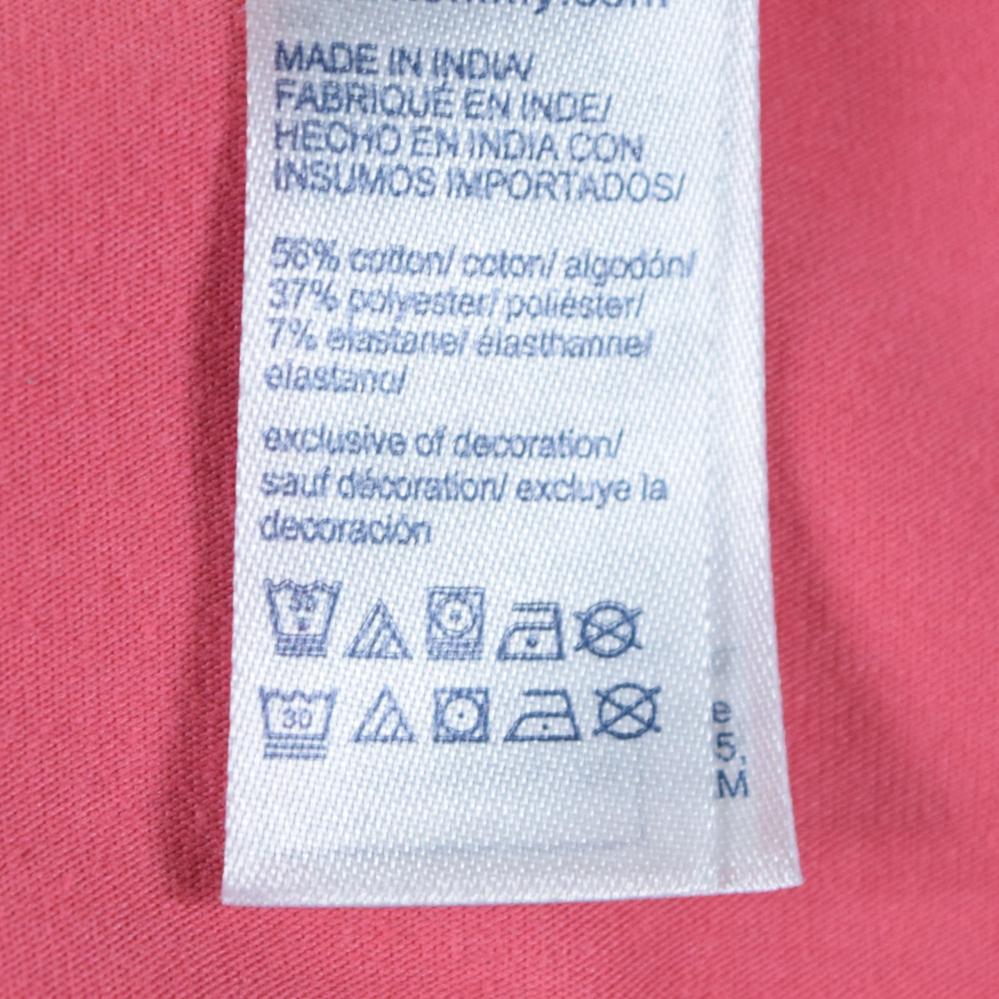 MADE IN INDIA/
FABRIQUÉ EN INDE/
HECHO EN INDIA CON
INSUMOS IMPORTADOS/
56% cotton/ coton/ algodón/
37% polyester/ poliéster/
7% elastane/ élasthanne/
elastano/
exclusive of decoration/
sauf décoration/ excluye la
decoración
30
30
e
5.
M